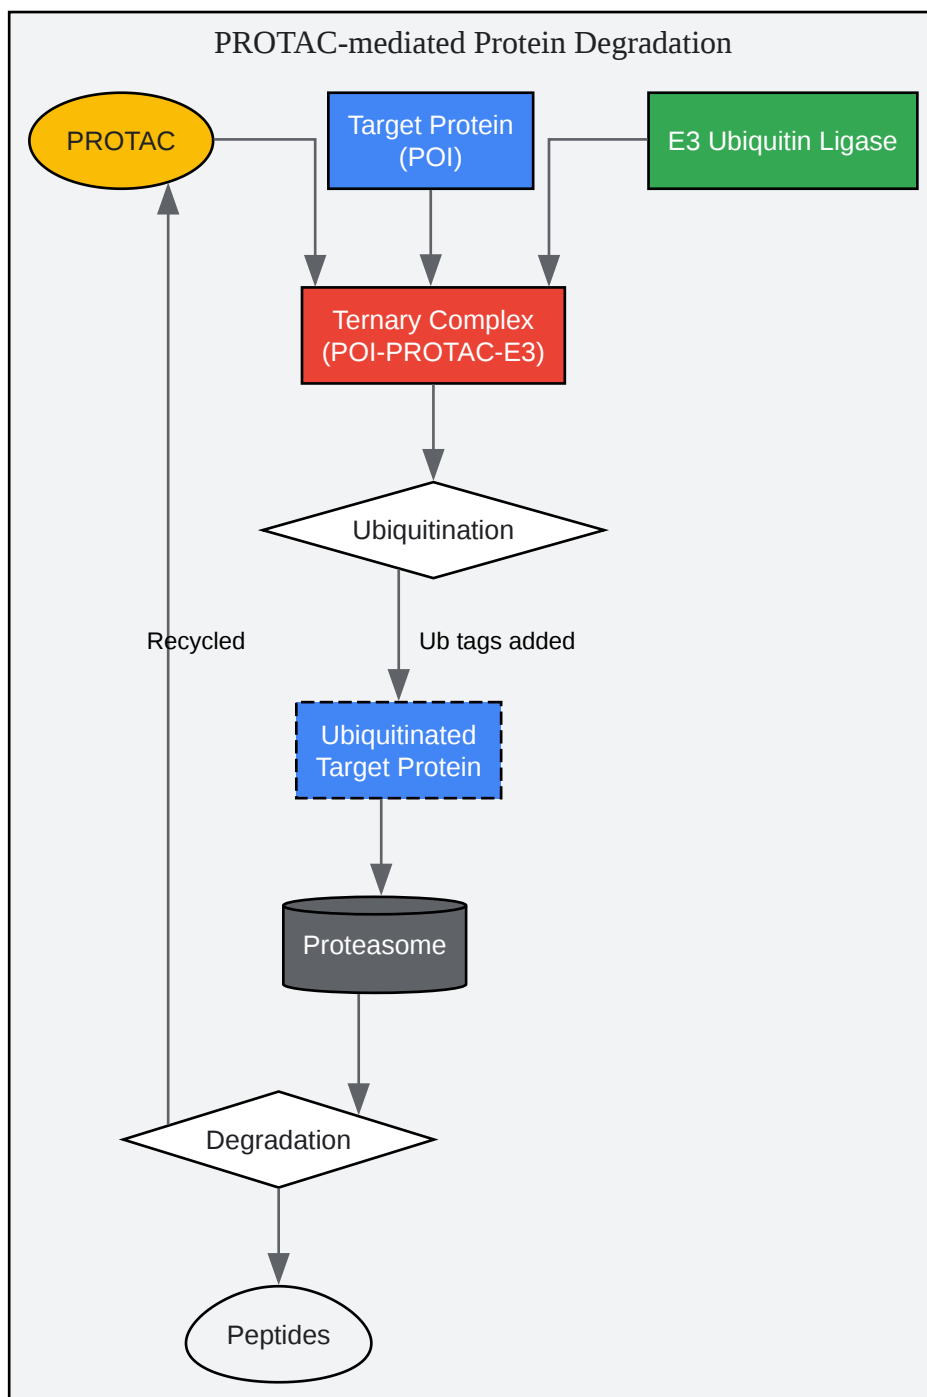 PROTAC-mediated Protein Degradation
PROTAC
Target Protein
(POI)
E3 Ubiquitin Ligase
Ternary Complex
(POI-PROTAC-E3)
Ubiquitination
Recycled
Ub tags added
Ubiquitinated
Target Protein
Proteasome
Degradation
Peptides